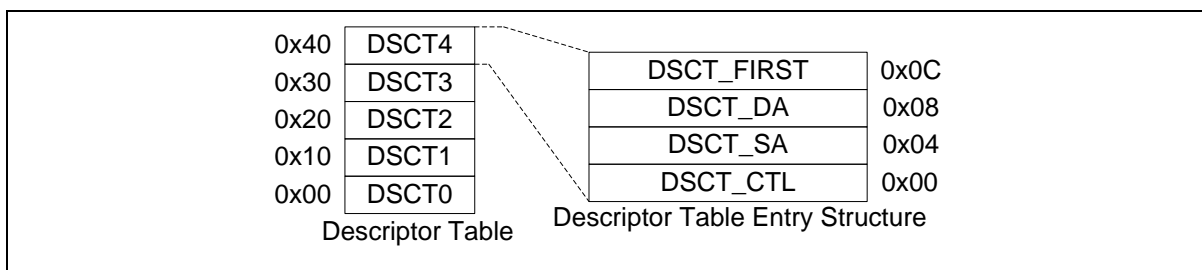 0x40 DSCT4
0x30 DSCT3
0x20 DSCT2
0x10 DSCT1
0x00 DSCT0
Descriptor Table
DSCT_FIRST 0x0C
DSCT_DA 0x08
DSCT_SA 0x04
DSCT_CTL 0x00
Descriptor Table Entry Structure